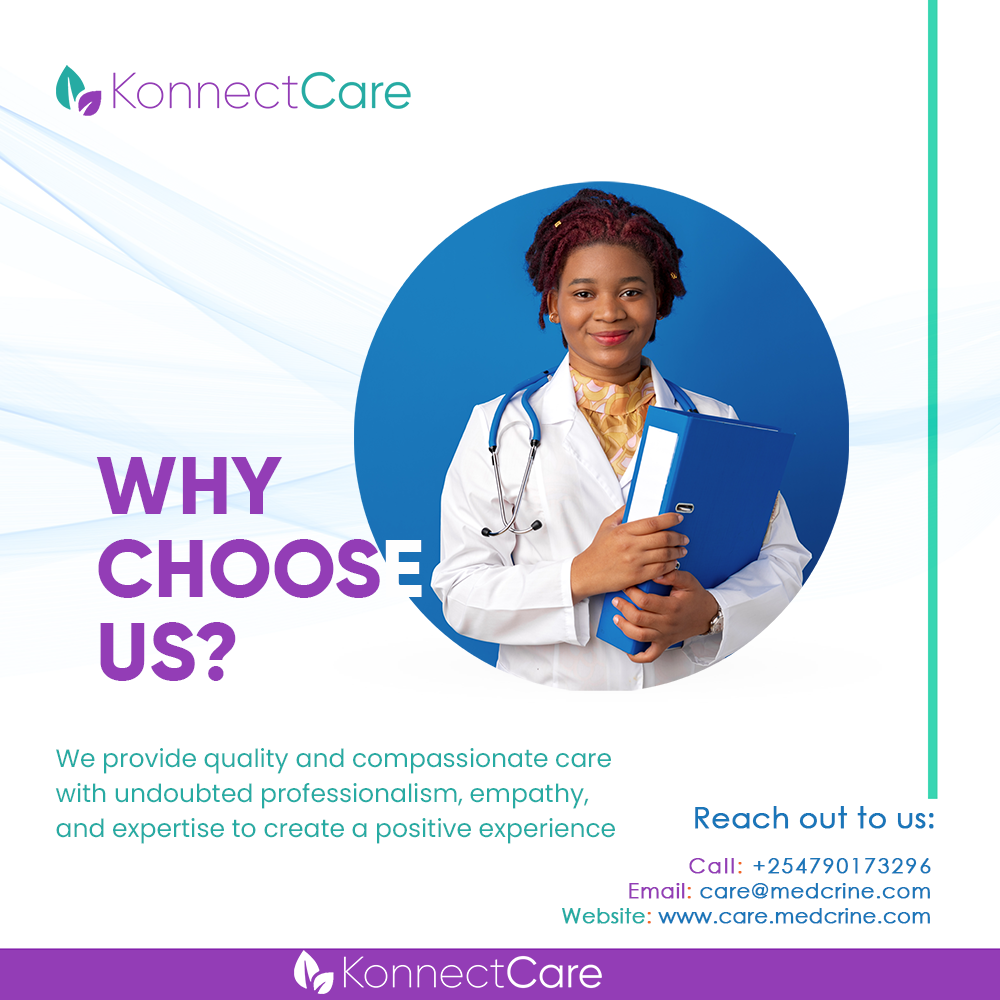 KonnectCare
WHY
CHOOSE
US?
We provide quality and compassionate care
with undoubted professionalism, empathy,
and expertise to create a positive experience
Reach out to us:
Call: +254790173296
Email: care@medcrine.com
Website: www.care.medcrine.com
KonnectCare